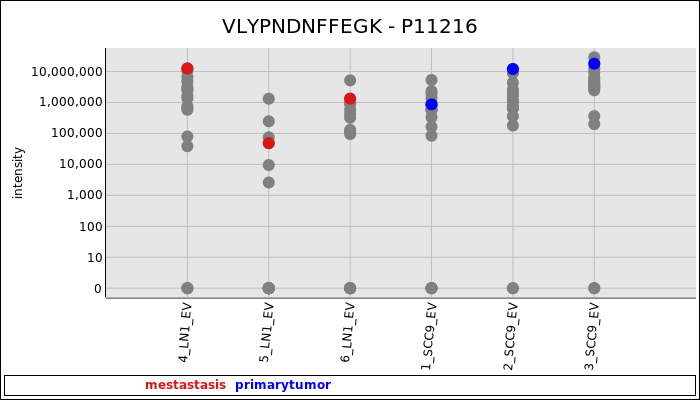 VLYPNDNFFEGK - P11216
10,000,000
1,000,000
100,000
10,000
1,000
100
10
0
intensity
4_LN1_EV
5_LN1_EV
6_LN1_EV
1_SCC9_EV
2_SCC9_EV
3_SCC9_EV
mestastasis primarytumor